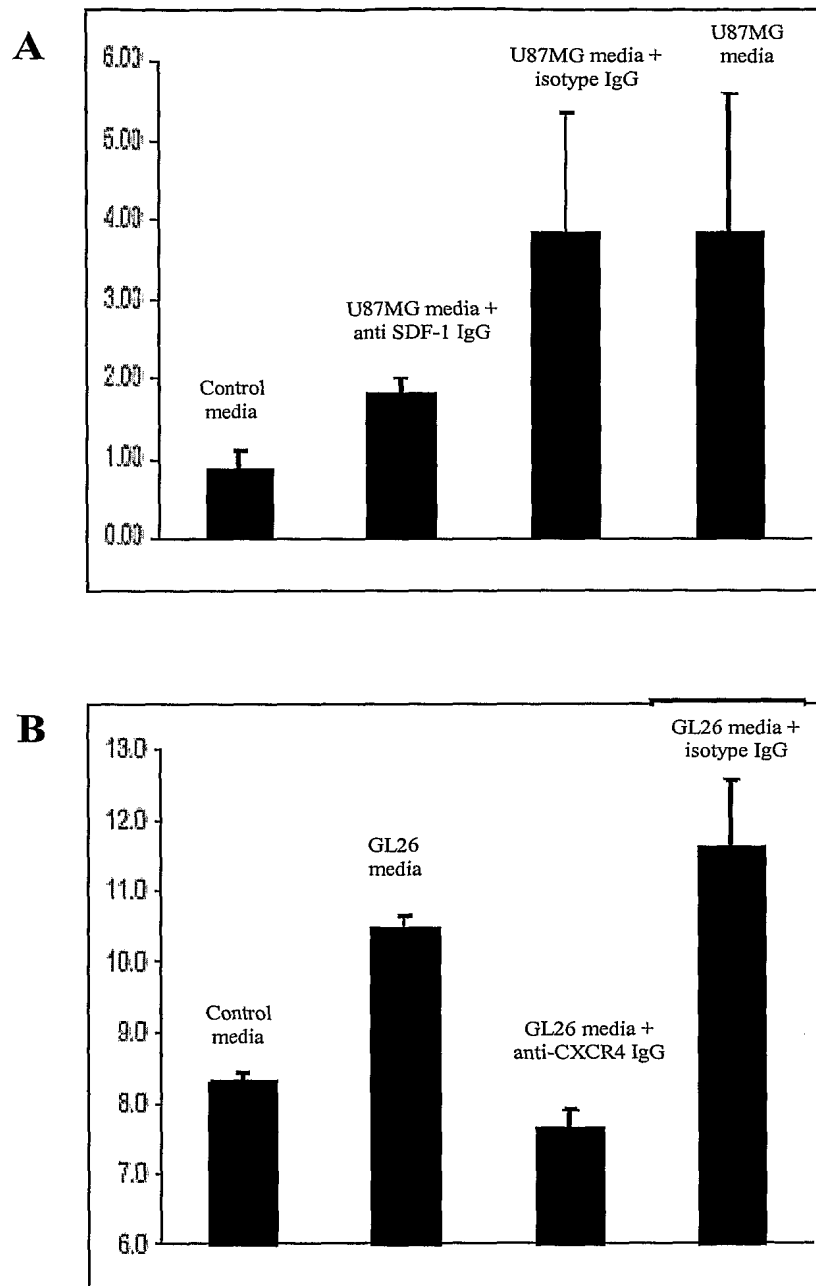 A
6.00
5.00
4.00
3.00
2.00
1.00
0.00
Control
media
U87MG media +
anti SDF-1 IgG
U87MG media +
isotype IgG
U87MG
media
B
13.0
12.0
11.0
10.0
9.0
8.0
7.0
6.0
Control
media
GL26
media
GL26 media +
anti-CXCR4 IgG
GL26 media +
isotype IgG